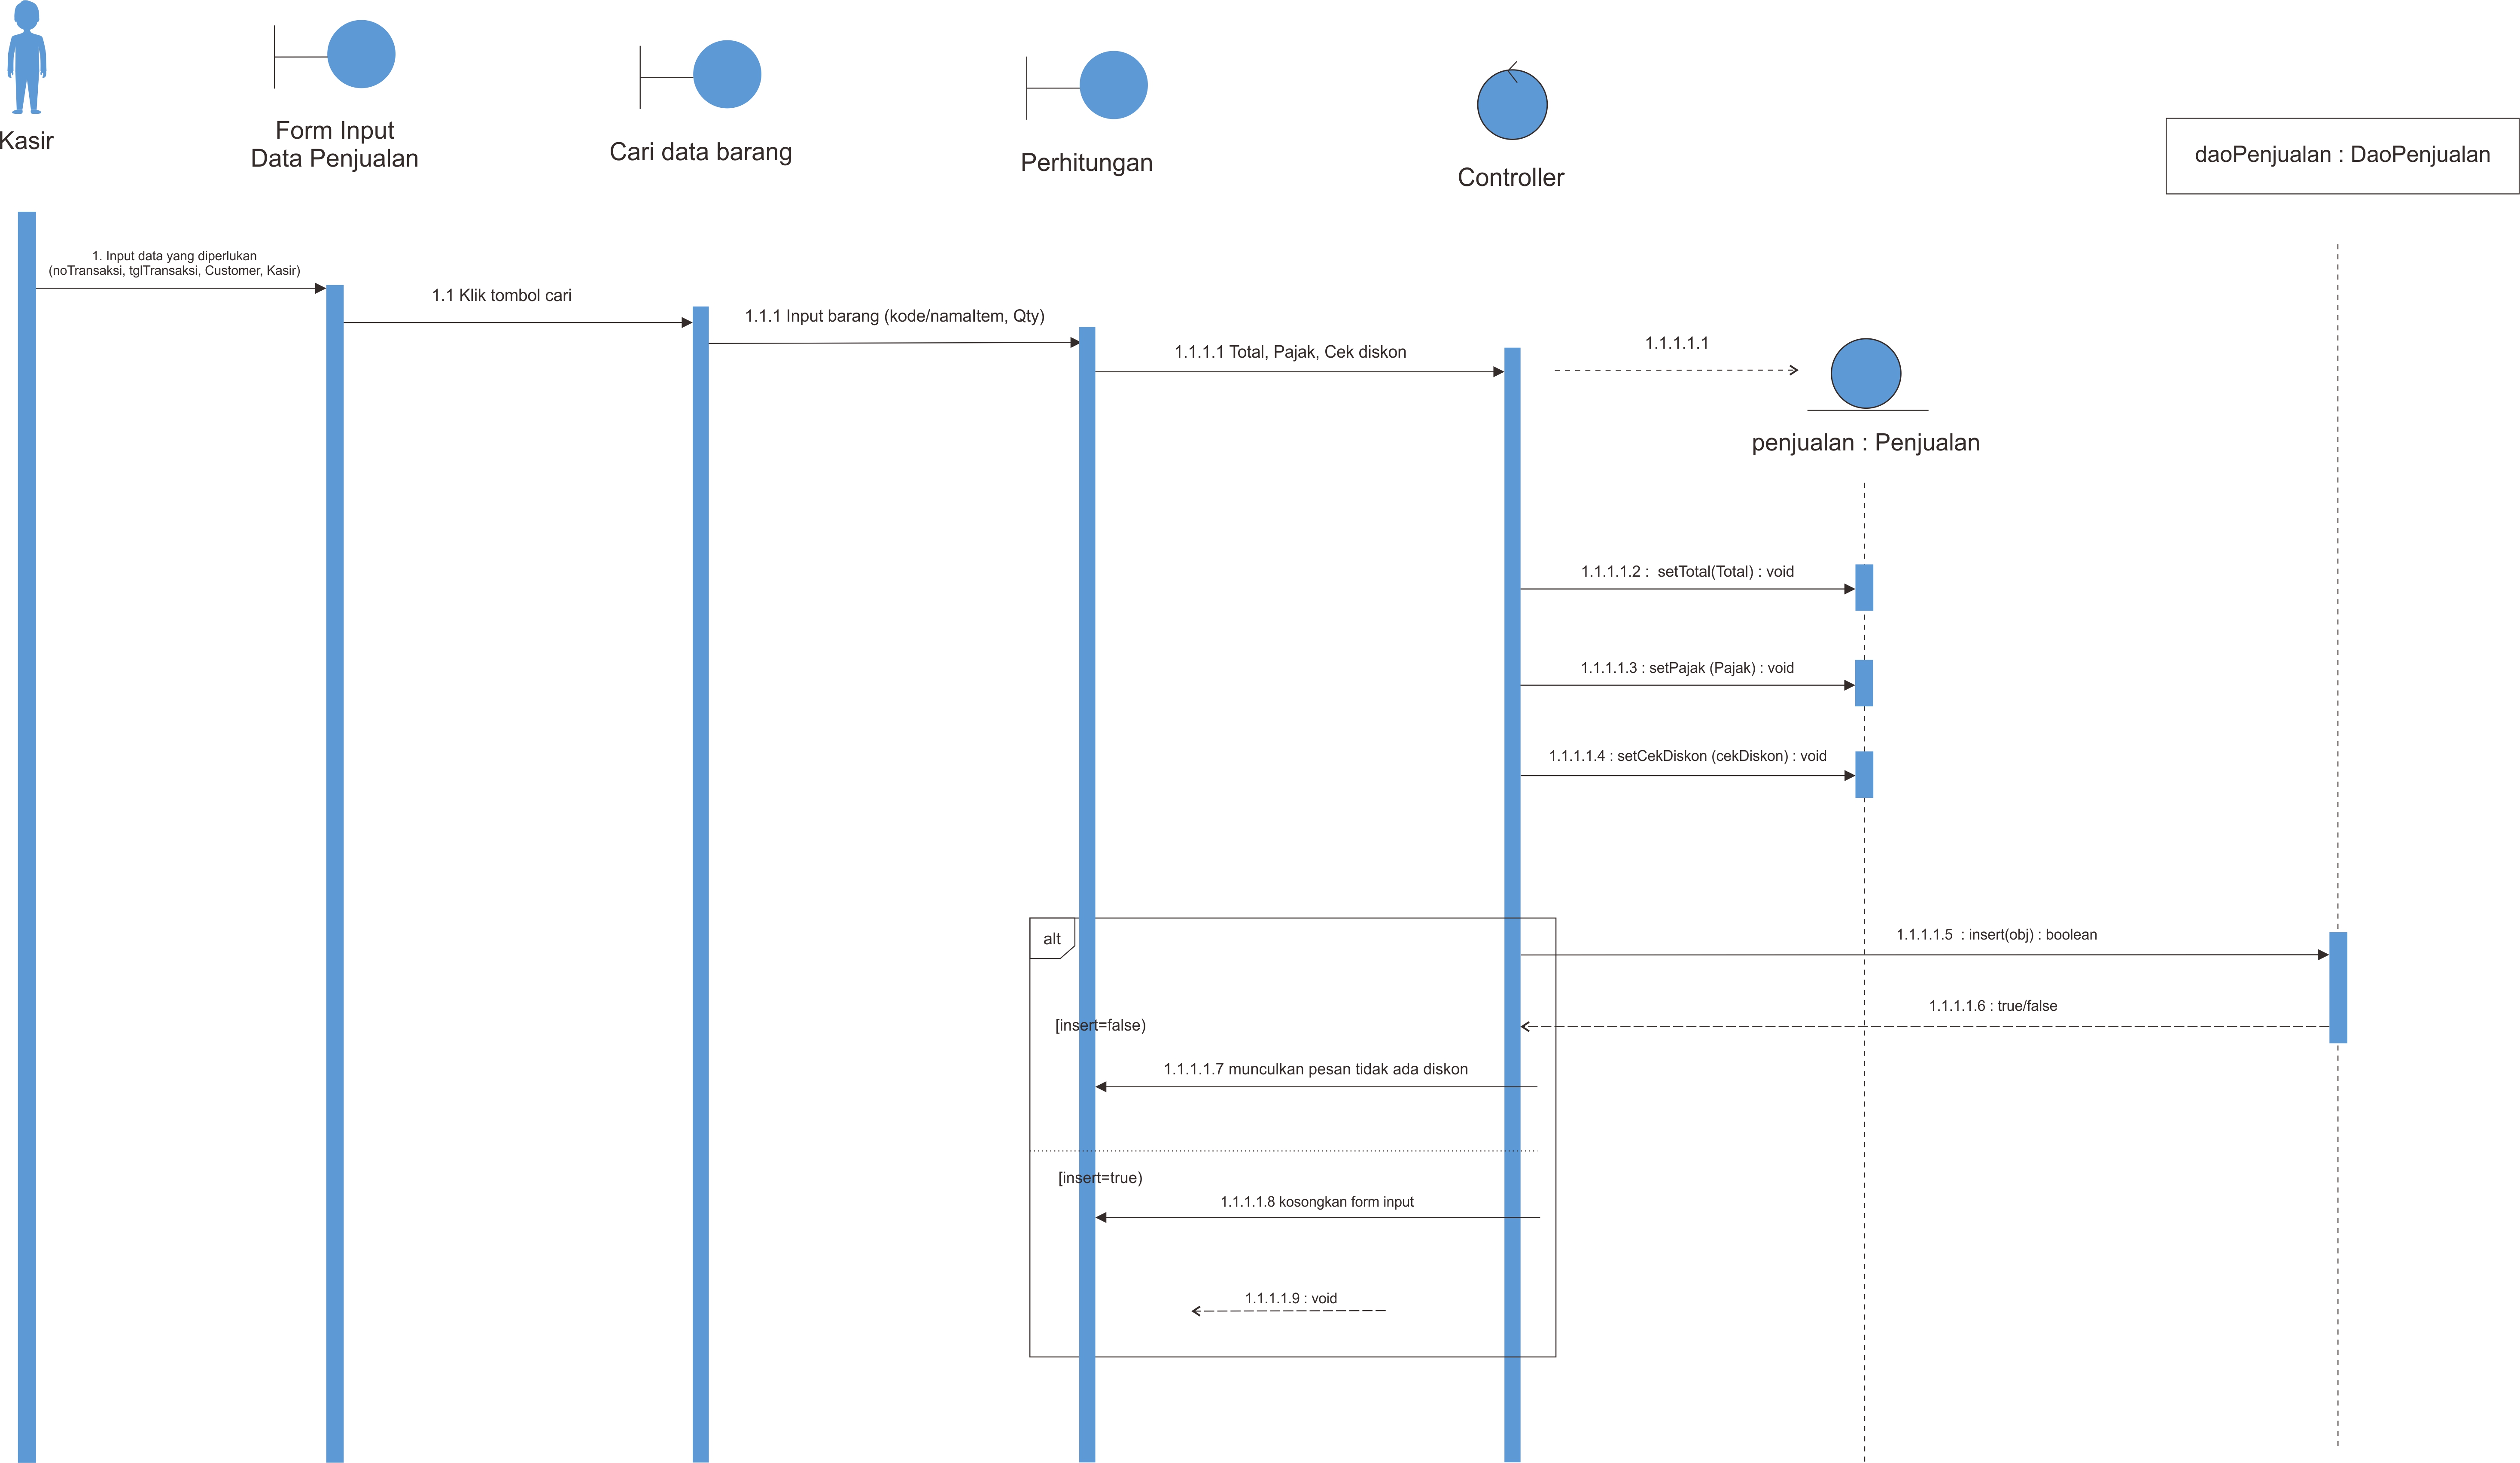 Kasir
Form Input
Data Penjualan
Cari data barang
Perhitungan
Controller
daoPenjualan : DaoPenjualan
1. Input data yang diperlukan
(noTransaksi, tglTransaksi, Customer, Kasir)
1.1 Klik tombol cari
1.1.1 Input barang (kode/namaItem, Qty)
1.1.1.1 Total, Pajak, Cek diskon
1.1.1.1.1
penjualan : Penjualan
1.1.1.1.2 : setTotal(Total) : void
1.1.1.1.3 : setPajak (Pajak) : void
1.1.1.1.4 : setCekDiskon (cekDiskon) : void
alt
1.1.1.1.5 : insert(obj) : boolean
1.1.1.1.6 : true/false
[insert=false)
1.1.1.1.7 munculkan pesan tidak ada diskon
[insert=true)
1.1.1.1.8 kosongkan form input
1.1.1.1.9 : void